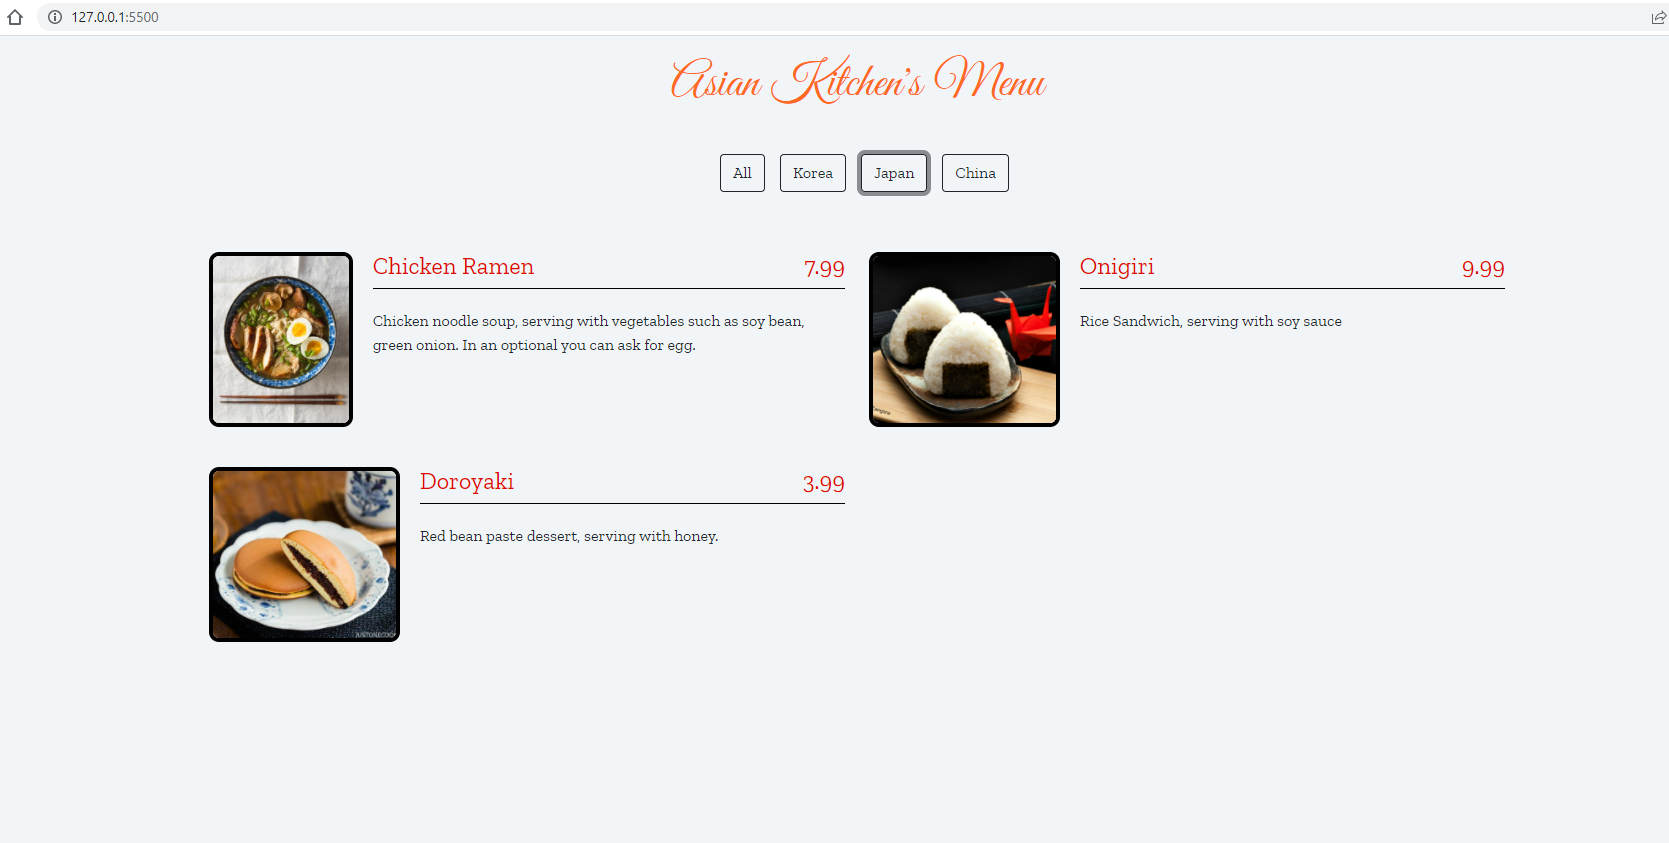 127.0.0.1:5500
Asian Kitchen's Menu
All
Korea
Japan
China
Chicken Ramen
7.99
Chicken noodle soup, serving with vegetables such as soy bean,
green onion. In an optional you can ask for egg.
Onigiri
9.99
Rice Sandwich, serving with soy sauce
Doroyaki
3.99
Red bean paste dessert, serving with honey.